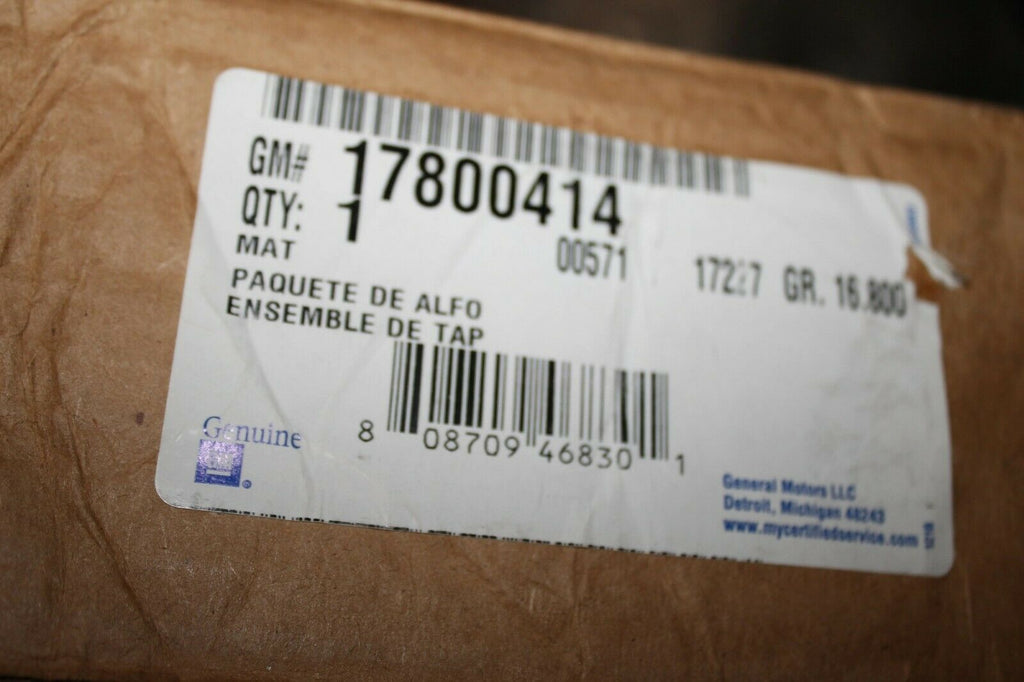 GM# 17800414
QTY: 1
00571
MAT
17227 GR. 16.800
PAQUETE DE ALFO
ENSEMBLE DE TAP
8 08709 46830 1
Genuine
GM
General Motors LLC
Detroit, Michigan 48243
www.mycertifiedservice.com